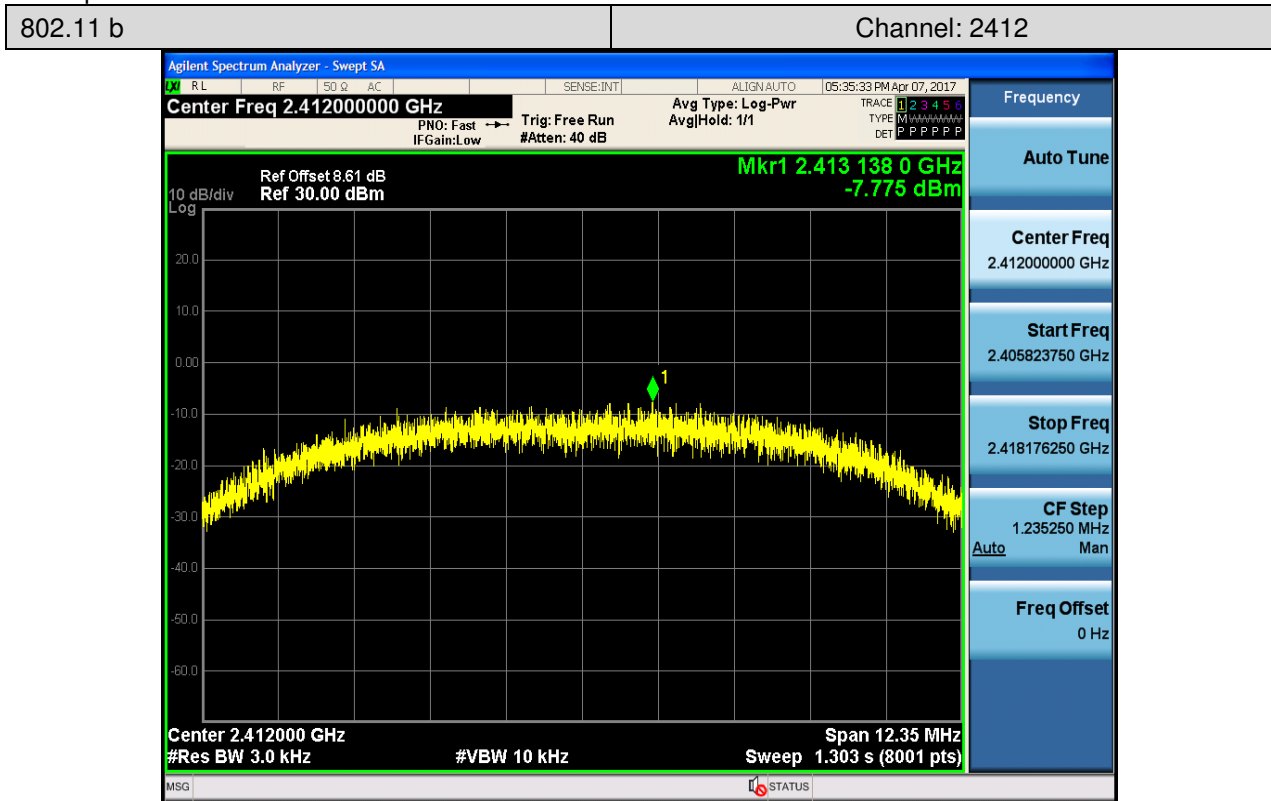 802.11 b Channel: 2412
Agilent Spectrum Analyzer - Swept SA
LXI RL RF 50 Ω AC SENSE:INT ALIGN AUTO 05:35:33 PM Apr 07, 2017
Center Freq 2.412000000 GHz
PNO: Fast
IFGain:Low
Trig: Free Run
#Atten: 40 dB
Avg Type: Log-Pwr
Avg|Hold: 1/1
TRACE 1 2 3 4 5 6
TYPE M WWWWW
DET P P P P P P
Ref Offset 8.61 dB
Ref 30.00 dBm
10 dB/div
Log
Mkr1 2.413 138 0 GHz
-7.775 dBm
20.0
10.0
0.00
-10.0
-20.0
-30.0
-40.0
-50.0
-60.0
1
Center 2.412000 GHz
#Res BW 3.0 kHz
#VBW 10 kHz
Span 12.35 MHz
Sweep 1.303 s (8001 pts)
MSG
STATUS
Frequency
Auto Tune
Center Freq
2.412000000 GHz
Start Freq
2.405823750 GHz
Stop Freq
2.418176250 GHz
CF Step
1.235250 MHz
Auto Man
Freq Offset
0 Hz